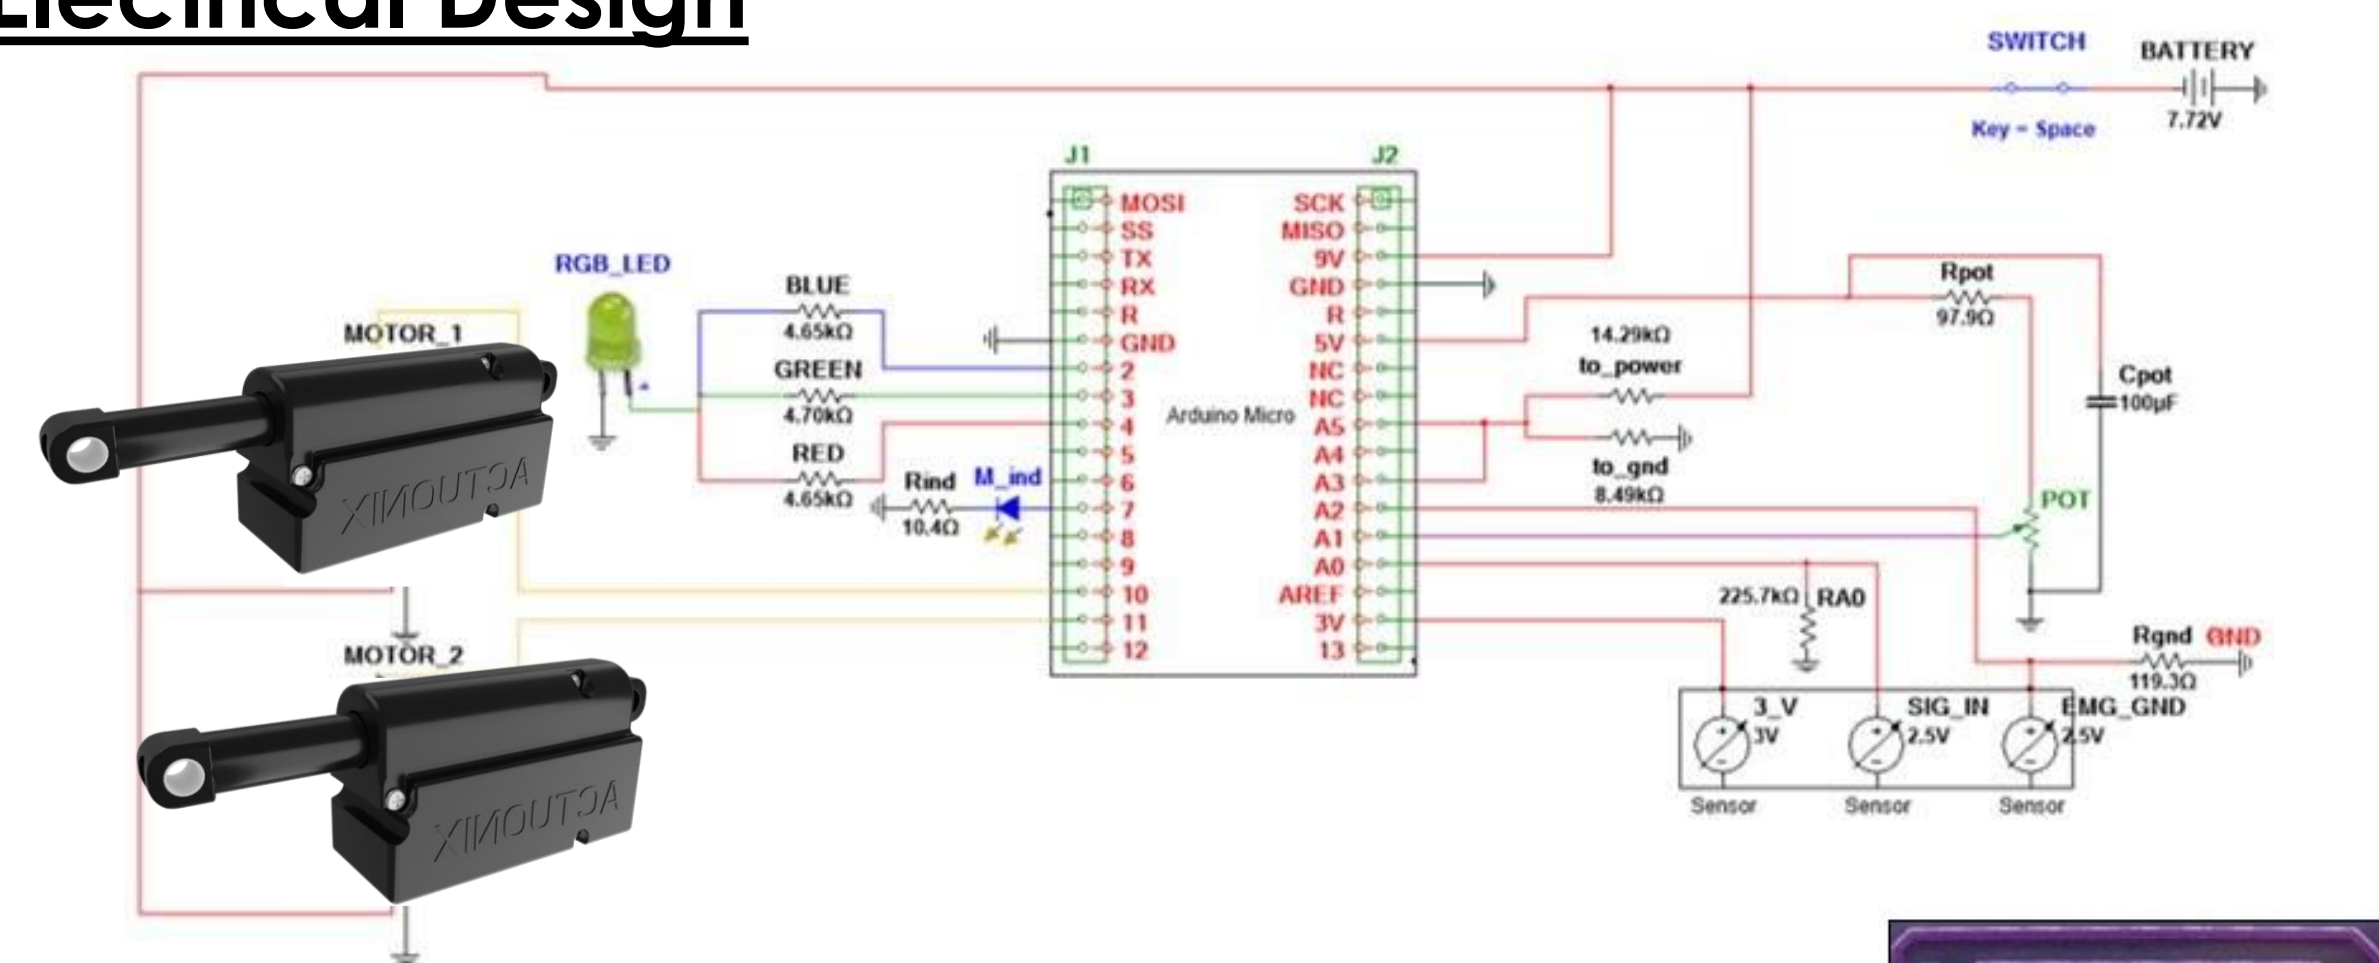 Electrical Design
SWITCH
BATTERY
Key = Space
7.72V
J1
J2
MOSI
SS
TX
RX
R
GND
2
3
4
5
6
7
8
9
10
11
12
Arduino Micro
SCK
MISO
9V
GND
R
5V
NC
NC
A5
A4
A3
A2
A1
A0
AREF
3V
13
RGB_LED
BLUE
4.65kΩ
GREEN
4.70kΩ
RED
4.65kΩ
Rind
10.4Ω
M_ind
MOTOR_1
ACTUONIX
MOTOR_2
ACTUONIX
14.29kΩ
to_power
to_gnd
8.49kΩ
Rpot
97.9Ω
Cpot
100µF
POT
225.7kΩ
RA0
Rgnd
GND
119.3Ω
3_V
3V
SIG_IN
2.5V
EMG_GND
2.5V
Sensor
Sensor
Sensor